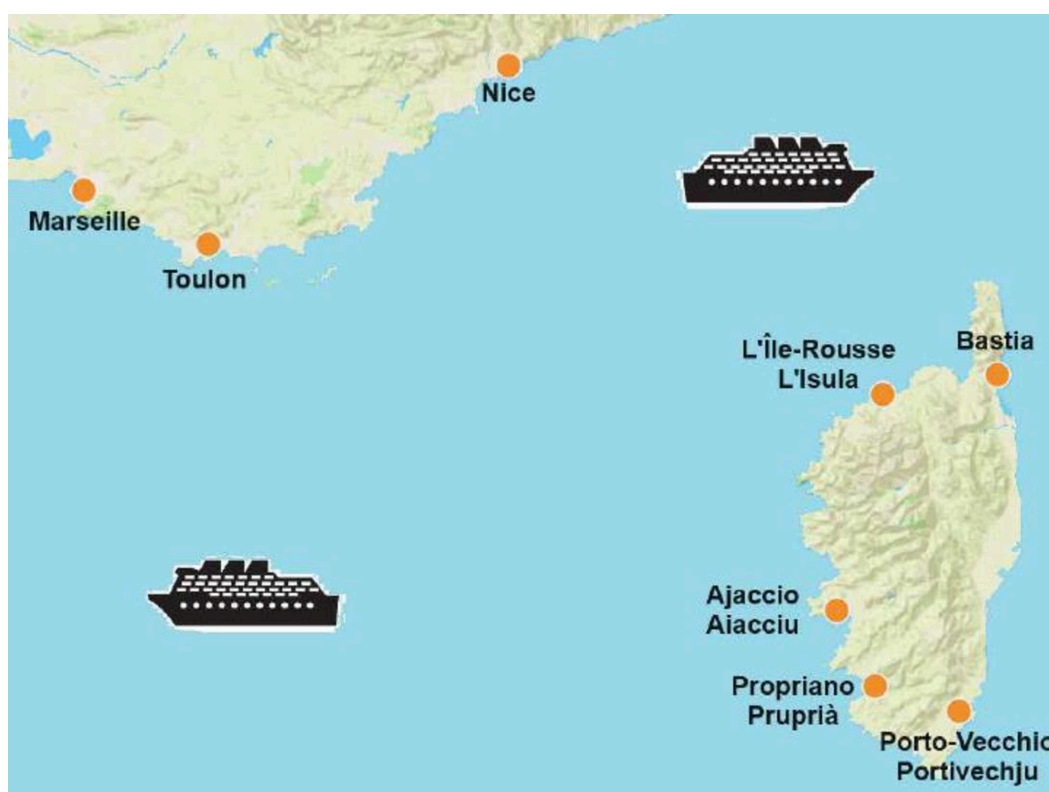 Nice
Marseille
Toulon
L'Île-Rousse
L'Isula
Bastia
Ajaccio
Aiacciu
Propriano
Pruprià
Porto-Vecchio
Portivechju